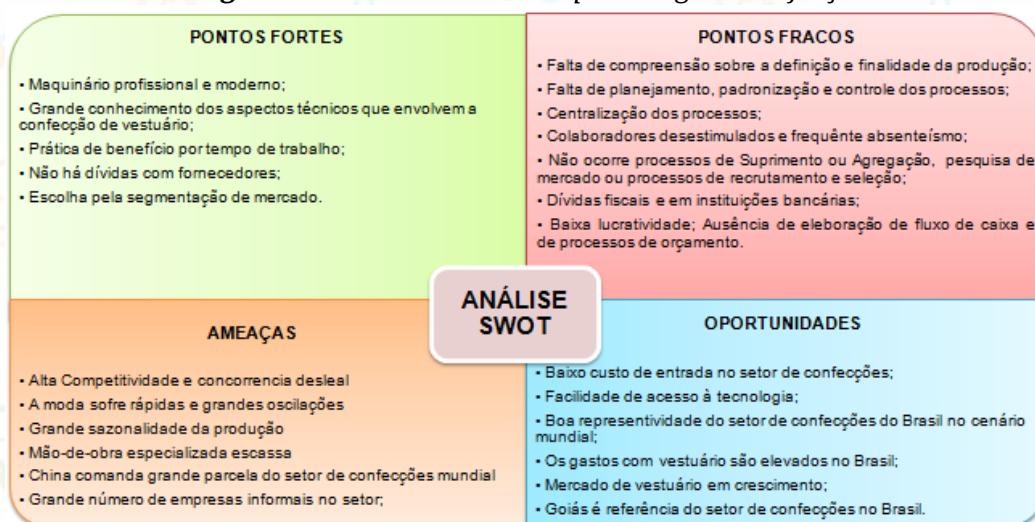 PONTOS FORTES
• Maquinário profissional e moderno;
• Grande conhecimento dos aspectos técnicos que envolvem a
confecção de vestuário;
• Prática de benefício por tempo de trabalho;
• Não há dívidas com fornecedores;
• Escolha pela segmentação de mercado.
PONTOS FRACOS
• Falta de compreensão sobre a definição e finalidade da produção;
• Falta de planejamento, padronização e controle dos processos;
• Centralização dos processos;
• Colaboradores desestimulados e frequênte absenteísmo;
• Não ocorre processos de Suprimento ou Agregação, pesquisa de
mercado ou processos de recrutamento e seleção;
• Dívidas fiscais e em instituições bancárias;
• Baixa lucratividade; Ausência de eleboração de fluxo de caixa e
de processos de orçamento.
ANÁLISE
SWOT
AMEAÇAS
• Alta Competitividade e concorrencia desleal
• A moda sofre rápidas e grandes oscilações
• Grande sazonalidade da produção
• Mão-de-obra especializada escassa
• China comanda grande parcela do setor de confecções mundial
• Grande número de empresas informais no setor;
OPORTUNIDADES
• Baixo custo de entrada no setor de confecções;
• Facilidade de acesso à tecnologia;
• Boa representividade do setor de confecções do Brasil no cenário
mundial;
• Os gastos com vestuário são elevados no Brasil;
• Mercado de vestuário em crescimento;
• Goiás é referência do setor de confecções no Brasil.